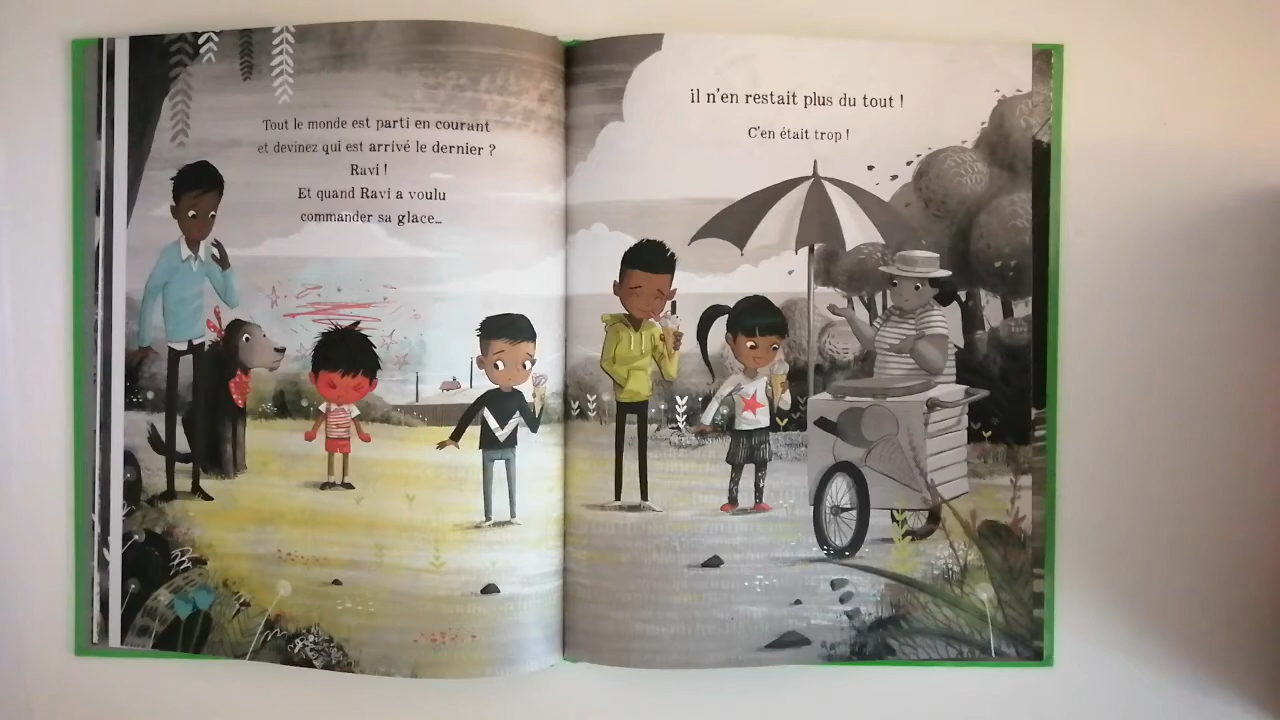 Tout le monde est parti en courant
et devinez qui est arrivé le dernier ?
Ravi !
Et quand Ravi a voulu
commander sa glace...
il n'en restait plus du tout !
C'en était trop !